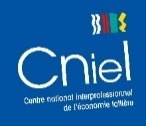 Cniel
Centre national interprofessionnel
de l'économie laitière